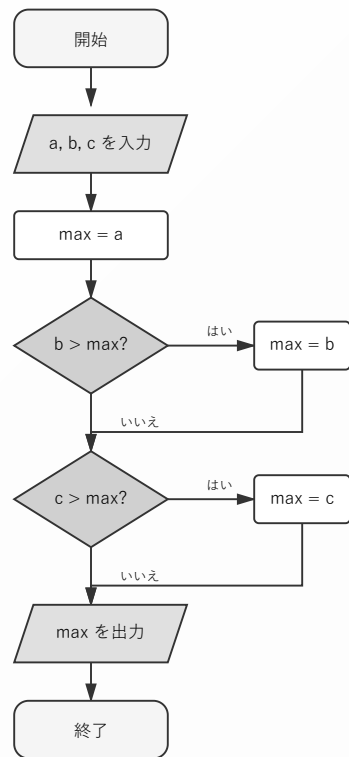 開始
a, b, c を入力
max = a
b > max?
はい
max = b
いいえ
c > max?
はい
max = c
いいえ
max を出力
終了